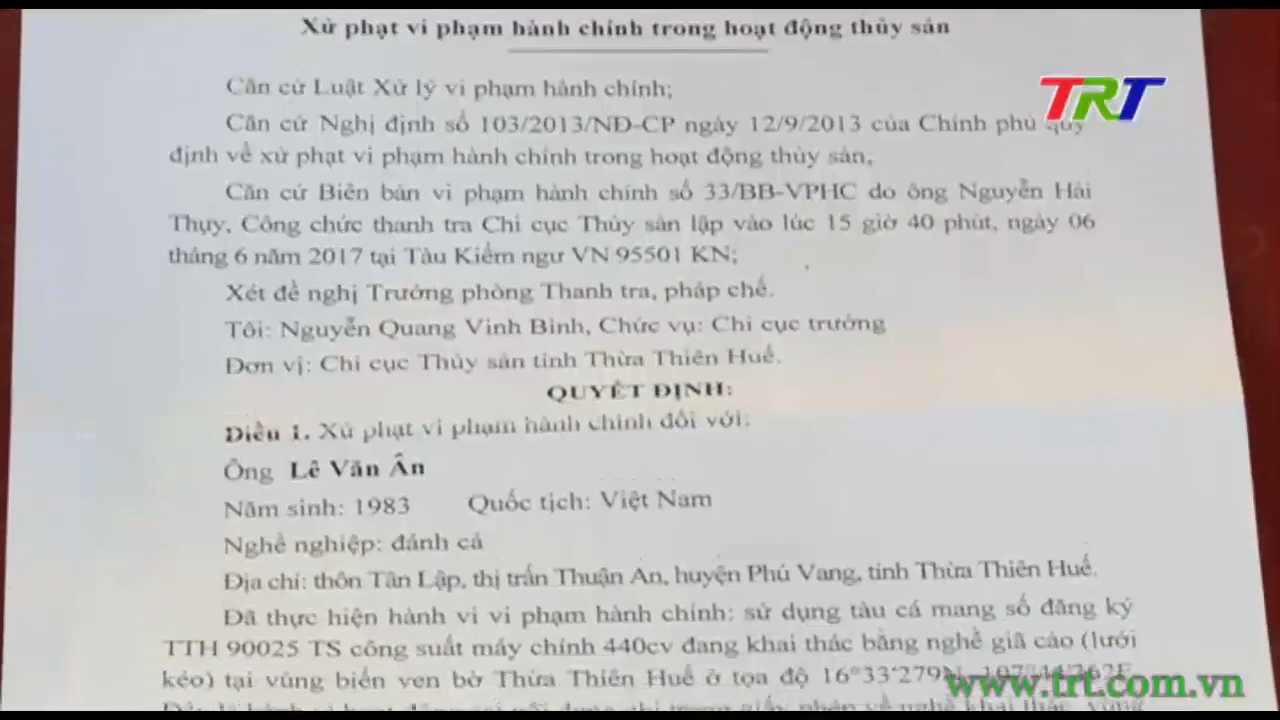 Xử phạt vi phạm hành chính trong hoạt động thủy sản
TRT
Căn cứ Luật Xử lý vi phạm hành chính;
Căn cứ Nghị định số 103/2013/NĐ-CP ngày 12/9/2013 của Chính phủ quy
định về xử phạt vi phạm hành chính trong hoạt động thủy sản;
Căn cứ Biên bản vi phạm hành chính số 33/BB-VPHC do ông Nguyễn Hải
Thụy, Công chức thanh tra Chi cục Thủy sản lập vào lúc 15 giờ 40 phút, ngày 06
tháng 6 năm 2017 tại Tàu Kiểm ngư VN 95501 KN;
Xét đề nghị Trưởng phòng Thanh tra, pháp chế.
Tôi: Nguyễn Quang Vinh Bình, Chức vụ: Chi cục trưởng
Đơn vị: Chi cục Thủy sản tỉnh Thừa Thiên Huế.
QUYẾT ĐỊNH:
Điều 1. Xử phạt vi phạm hành chính đối với:
Ông Lê Văn Ân
Năm sinh: 1983 Quốc tịch: Việt Nam
Nghề nghiệp: đánh cá
Địa chỉ: thôn Tân Lập, thị trấn Thuận An, huyện Phú Vang, tỉnh Thừa Thiên Huế.
Đã thực hiện hành vi vi phạm hành chính: sử dụng tàu cá mang số đăng ký
TTH 90025 TS công suất máy chính 440cv đang khai thác bằng nghề giã cào (lưới
kéo) tại vùng biển ven bờ Thừa Thiên Huế ở tọa độ 16°33'279N
www.trt.com.vn